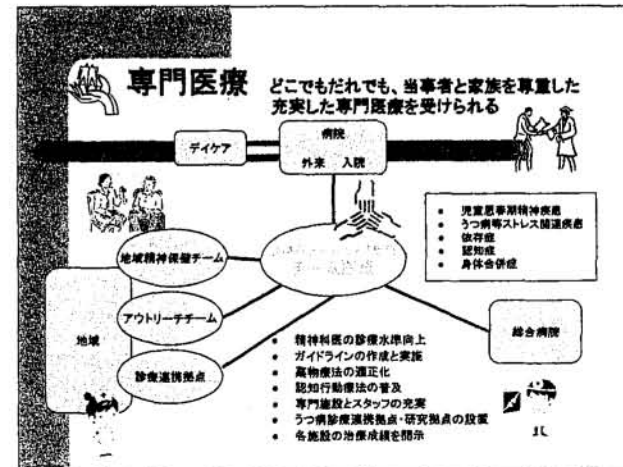 専門医療
どこでもだれでも、当事者と家族を尊重した
充実した専門医療を受けられる
病院
外来 入院
デイケア
• 児童思春期精神疾患
• うつ病等ストレス関連疾患
• 依存症
• 認知症
• 身体合併症
地域精神保健チーム
アウトリーチチーム
診療連携拠点
地域
総合病院
• 精神科医の診療水準向上
• ガイドラインの作成と実施
• 薬物療法の適正化
• 認知行動療法の普及
• 専門施設とスタッフの充実
• うつ病診療連携拠点・研究拠点の設置
• 各施設の治療成績を開示